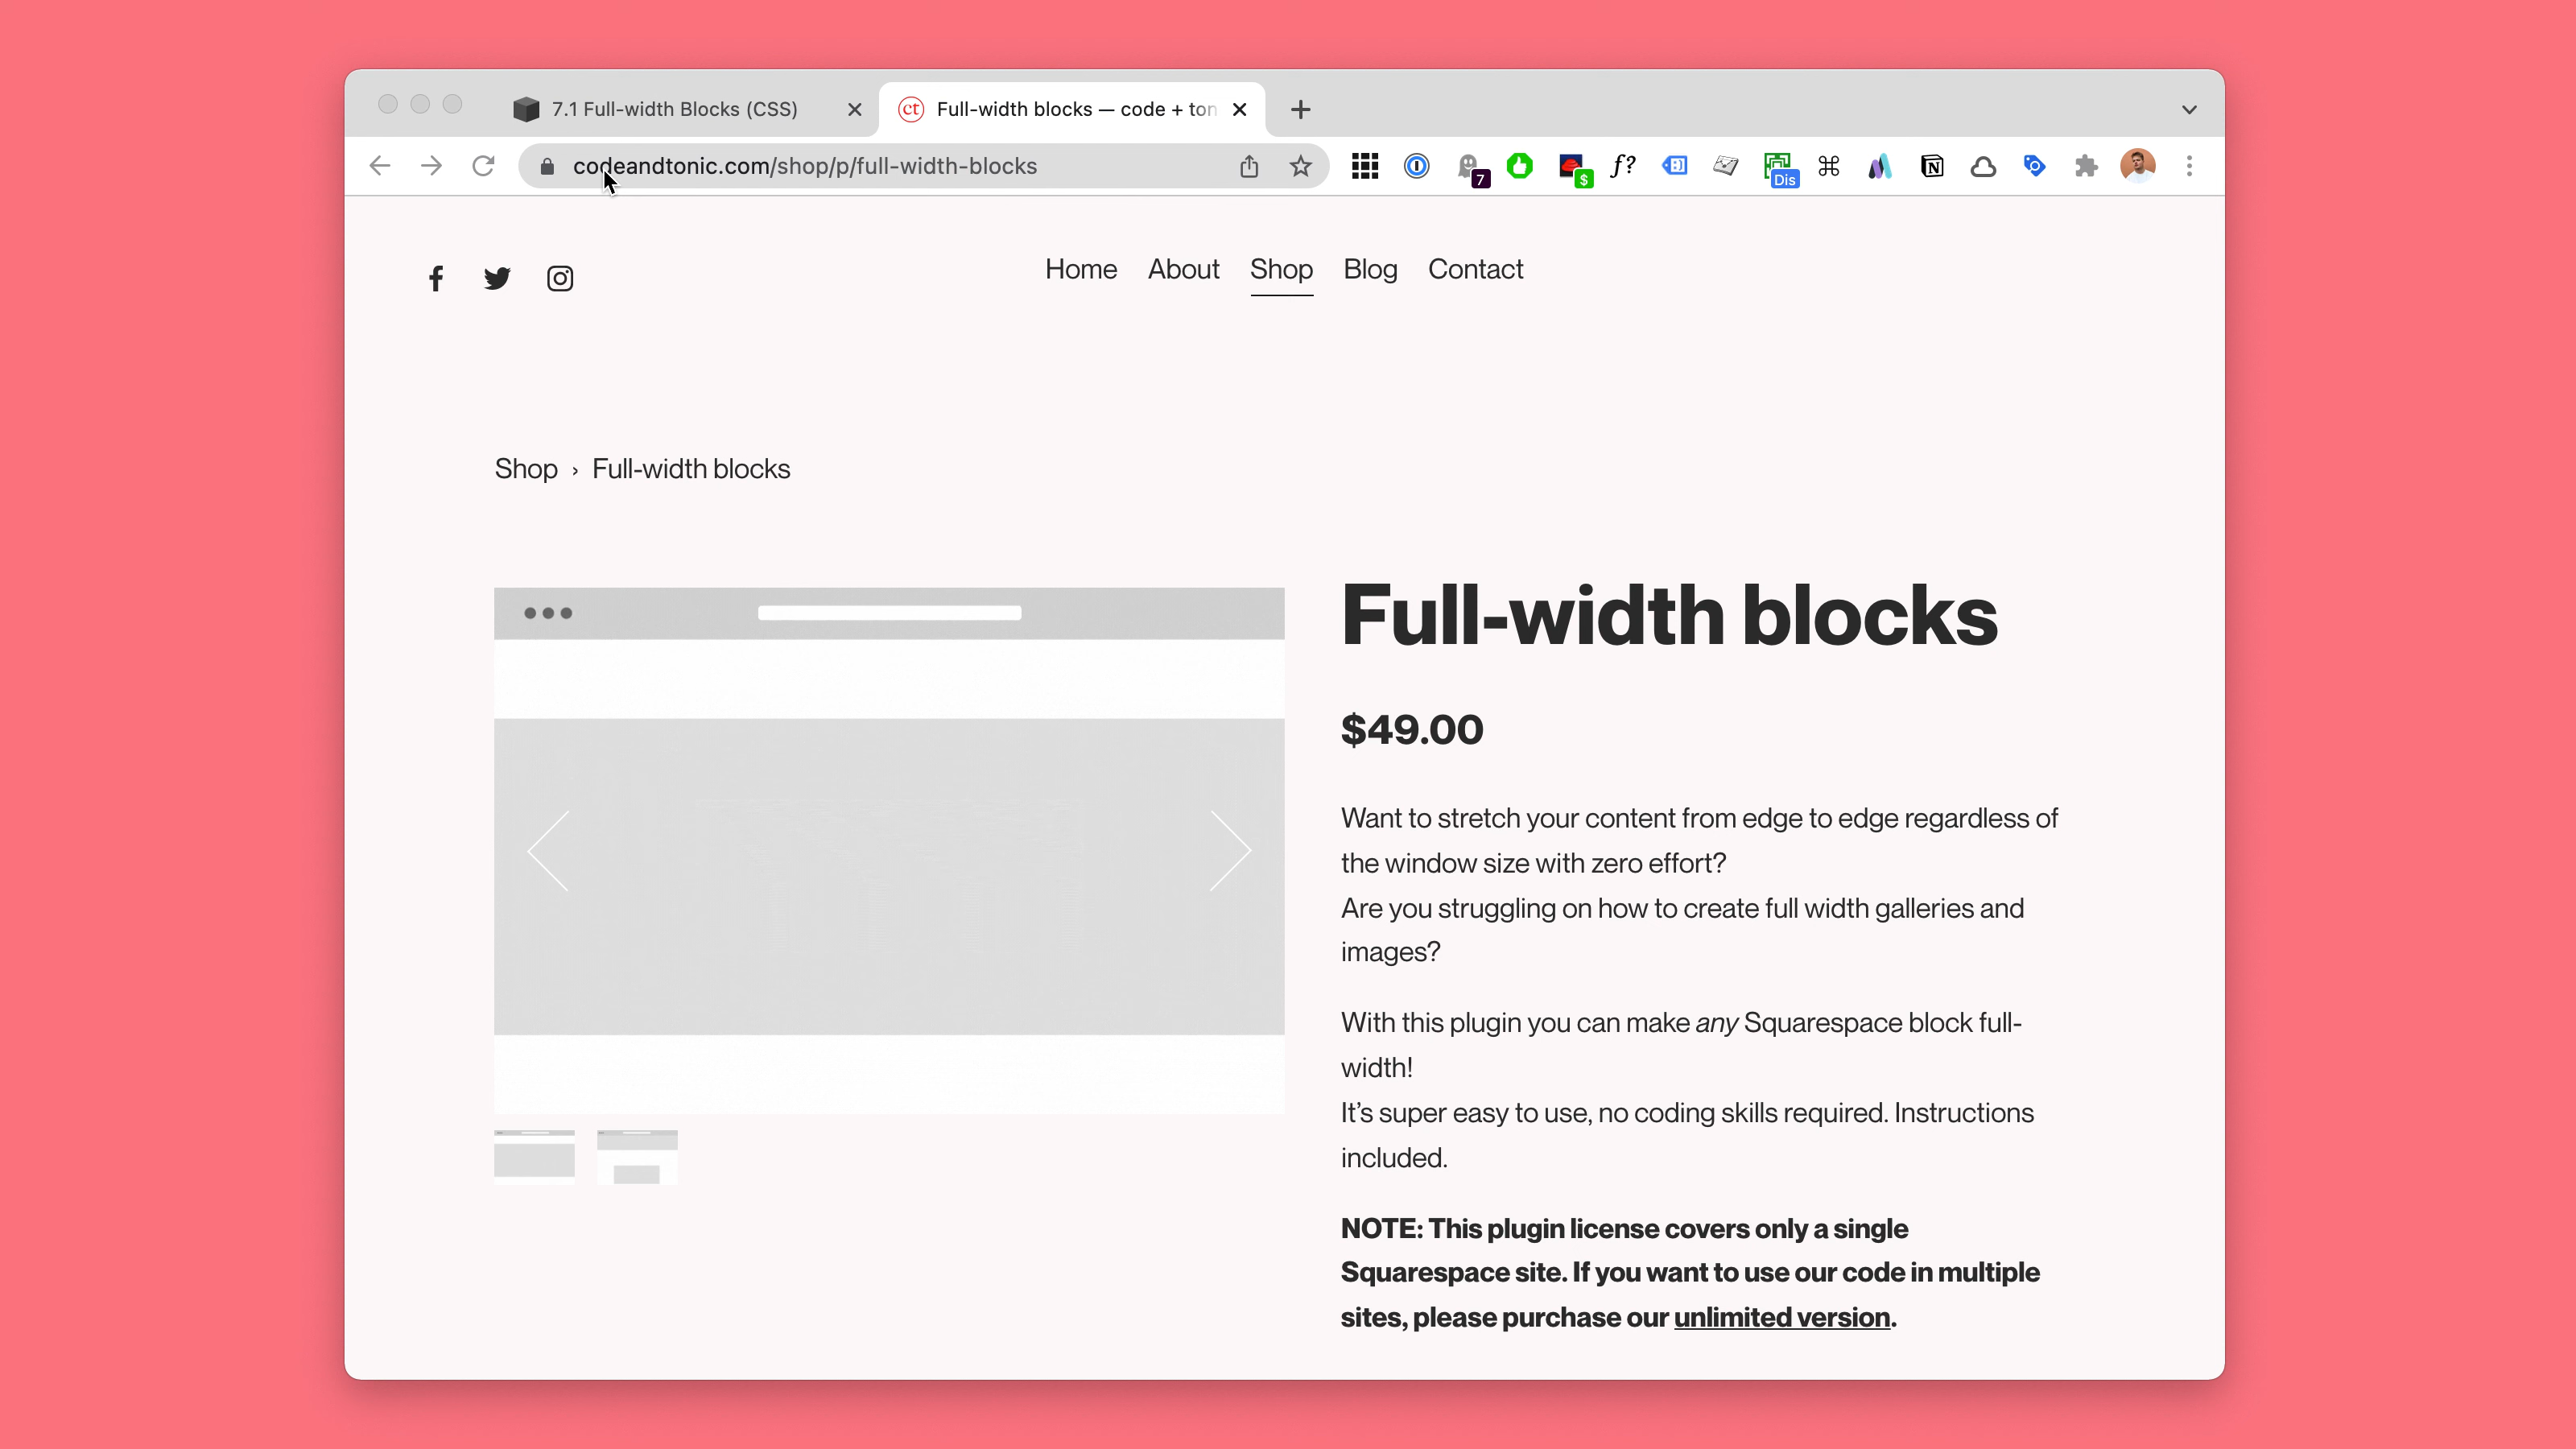 7.1 Full-width Blocks (CSS)
ct Full-width blocks — code + ton
codeandtonic.com/shop/p/full-width-blocks
7
$
f?
Dis
N
Home About Shop Blog Contact
Shop › Full-width blocks
Full-width blocks
$49.00
Want to stretch your content from edge to edge regardless of
the window size with zero effort?
Are you struggling on how to create full width galleries and
images?
With this plugin you can make any Squarespace block full-
width!
It’s super easy to use, no coding skills required. Instructions
included.
NOTE: This plugin license covers only a single
Squarespace site. If you want to use our code in multiple
sites, please purchase our unlimited version.